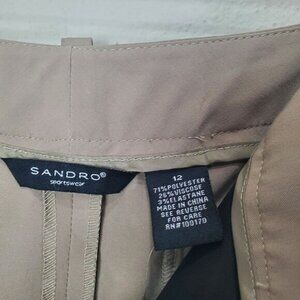 SANDRO®
sportswear
12
71%POLYESTER
26%VISCOSE
3%ELASTANE
MADE IN CHINA
SEE REVERSE
FOR CARE
RN#100170